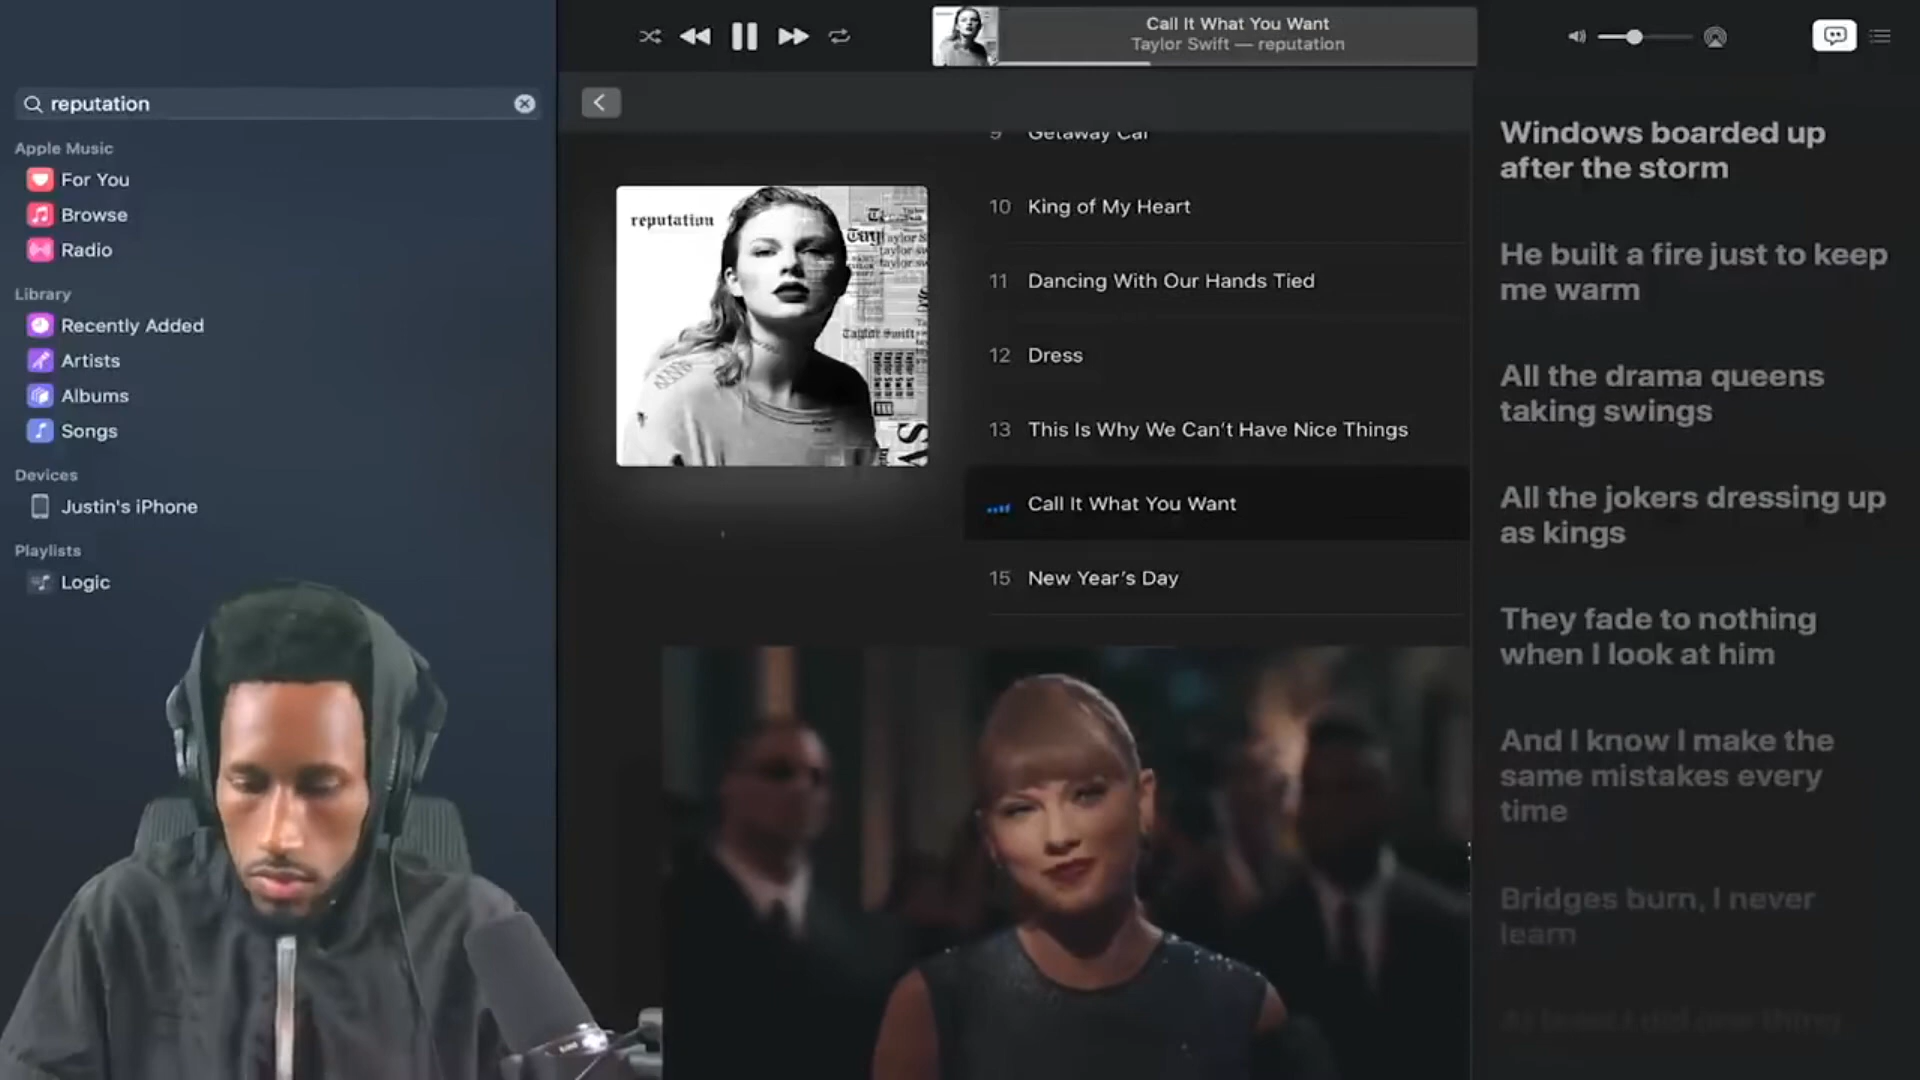 Call It What You Want
Taylor Swift — reputation
reputation
Apple Music
For You
Browse
Radio
Library
Recently Added
Artists
Albums
Songs
Devices
Justin's iPhone
Playlists
Logic
reputation
Taylor Swift
9 Getaway Car
10 King of My Heart
11 Dancing With Our Hands Tied
12 Dress
13 This Is Why We Can't Have Nice Things
Call It What You Want
15 New Year's Day
Windows boarded up
after the storm
He built a fire just to keep
me warm
All the drama queens
taking swings
All the jokers dressing up
as kings
They fade to nothing
when I look at him
And I know I make the
same mistakes every
time
Bridges burn, I never
learn